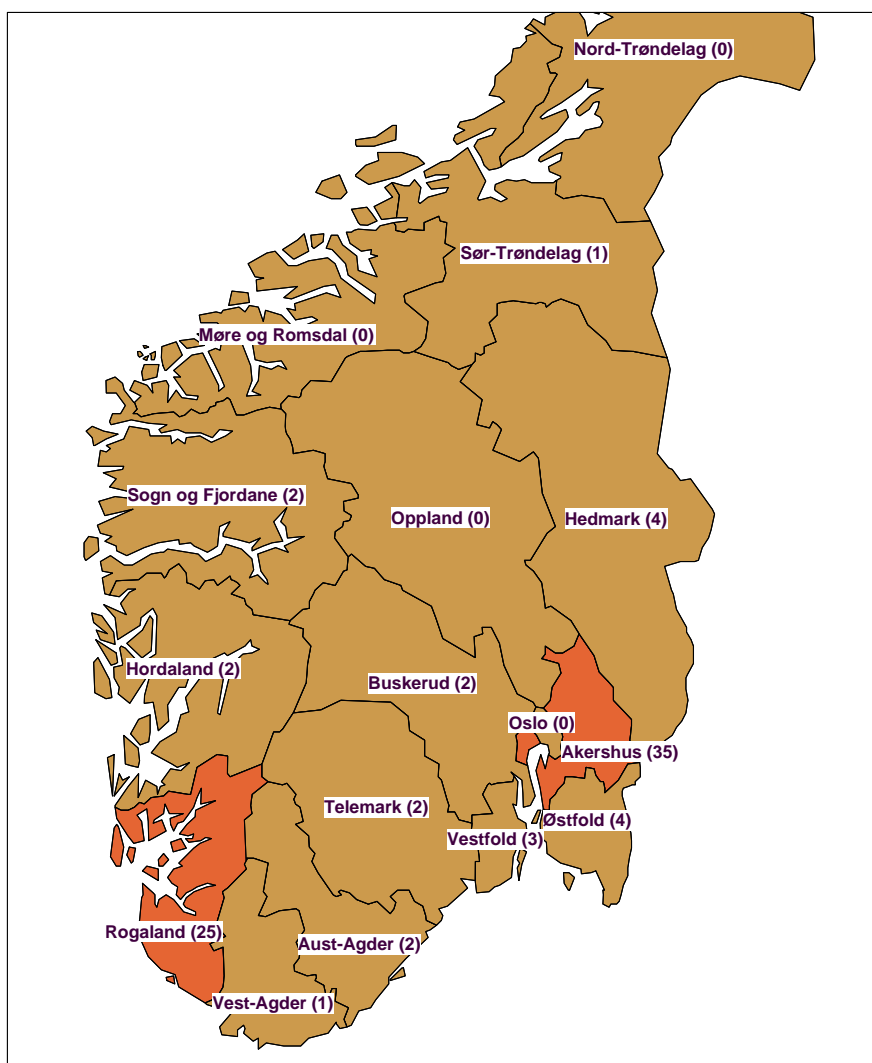 Nord-Trøndelag (0)
Sør-Trøndelag (1)
Møre og Romsdal (0)
Sogn og Fjordane (2)
Oppland (0)
Hedmark (4)
Hordaland (2)
Buskerud (2)
Oslo (0)
Akershus (35)
Telemark (2)
Vestfold (3)
Østfold (4)
Rogaland (25)
Aust-Agder (2)
Vest-Agder (1)